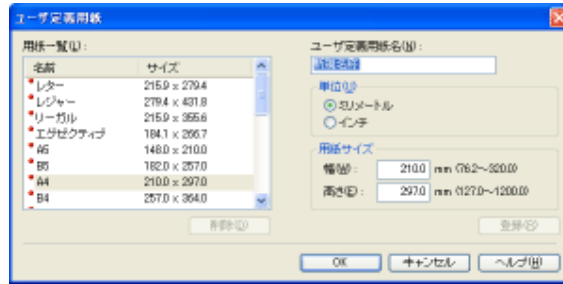 ユーザ定義用紙
用紙一覧(L):
名前 サイズ
レター 215.9 x 279.4
レジャー 279.4 x 431.8
リーガル 215.9 x 355.6
エグゼクティブ 184.1 x 266.7
A5 148.0 x 210.0
B5 182.0 x 257.0
A4 210.0 x 297.0
B4 257.0 x 364.0
削除(D)
ユーザ定義用紙名(N):
単位(U)
ミリメートル
インチ
用紙サイズ
幅(W): 210.0 mm (76.2～320.0)
高さ(E): 297.0 mm (127.0～1200.0)
登録(S)
OK キャンセル ヘルプ(H)